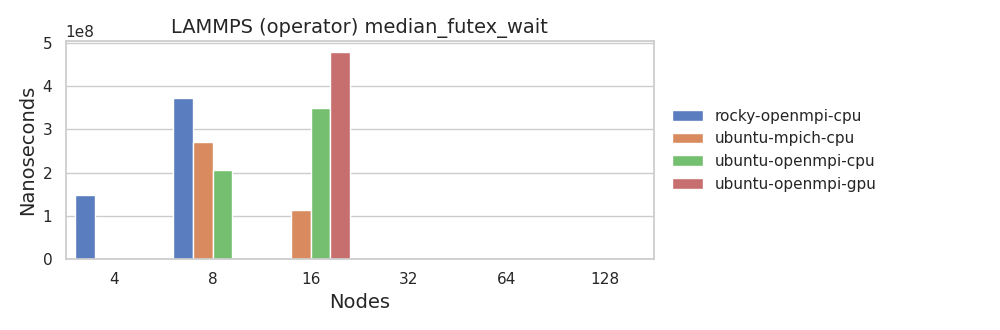 LAMMPS (operator) median_futex_wait
1e8
5
4
3
2
1
0
Nanoseconds
4 8 16 32 64 128
Nodes
rocky-openmpi-cpu
ubuntu-mpich-cpu
ubuntu-openmpi-cpu
ubuntu-openmpi-gpu